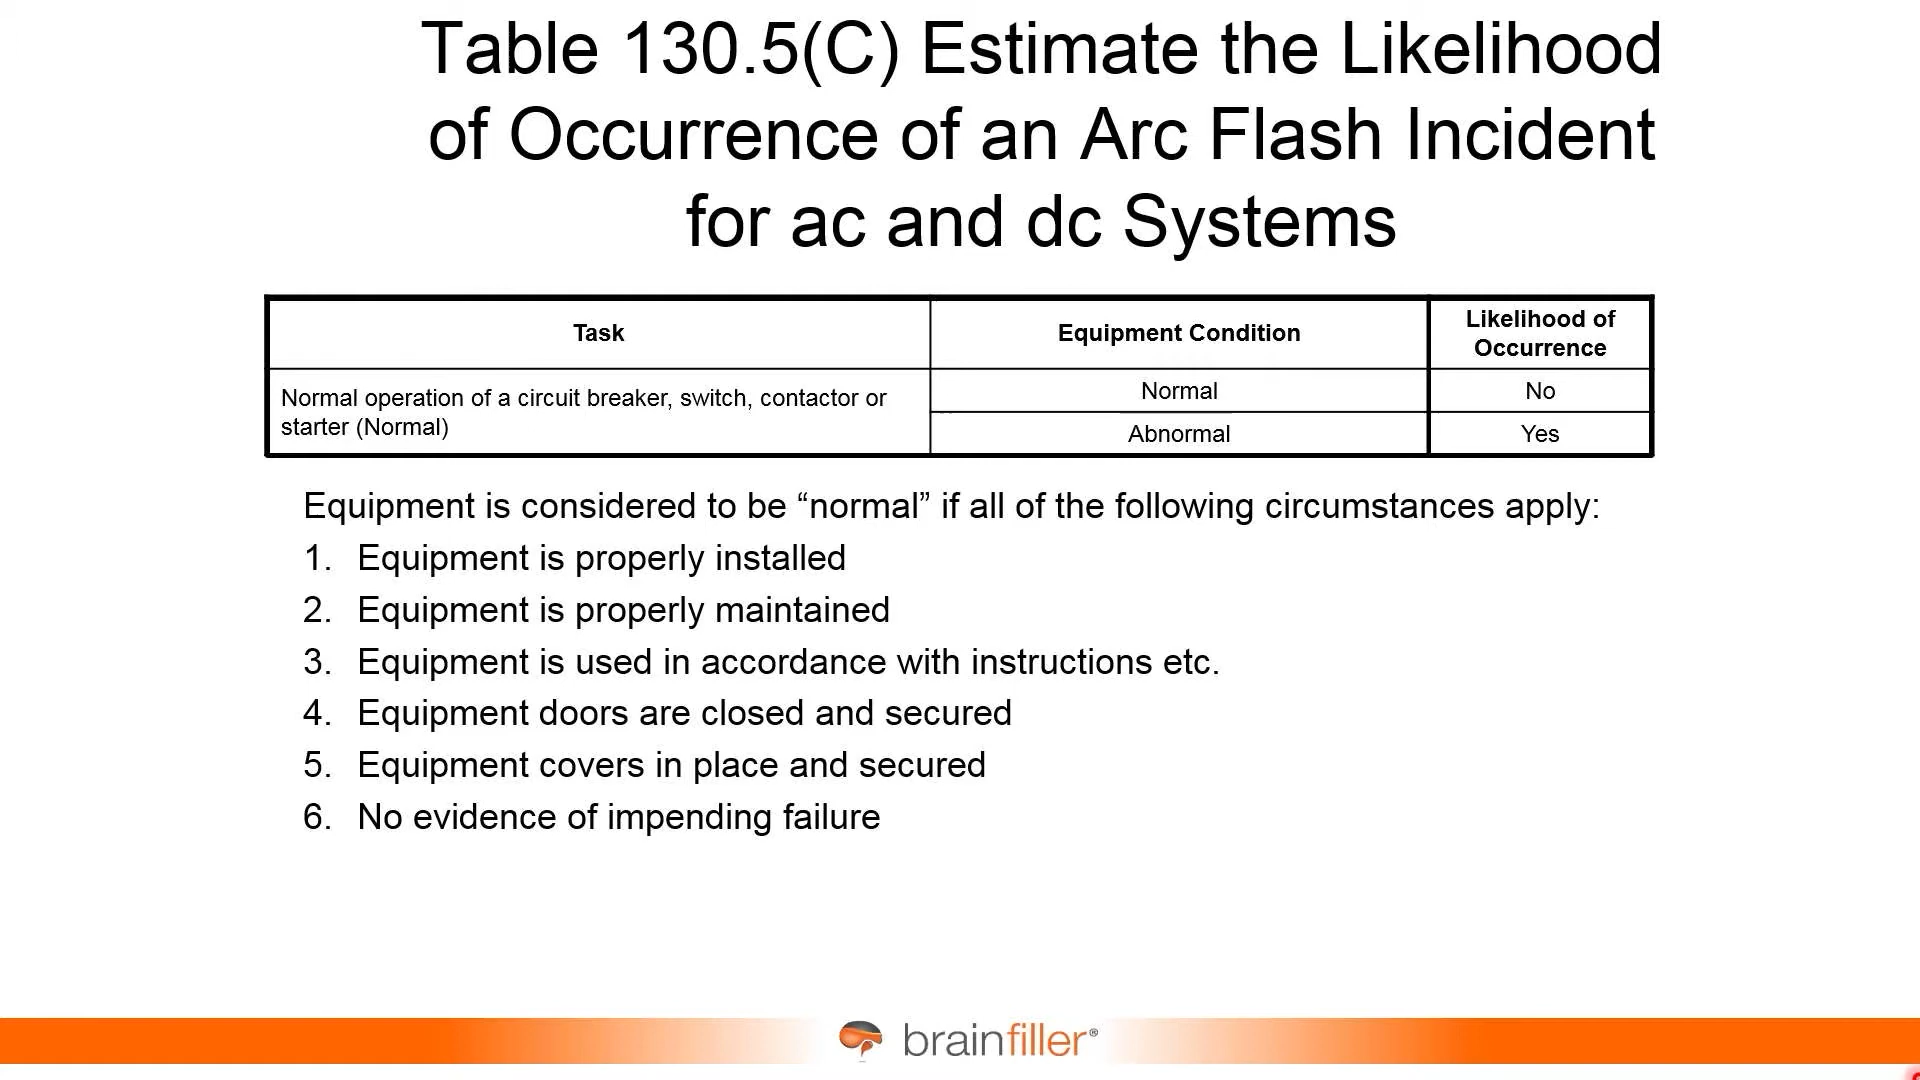 Table 130.5(C) Estimate the Likelihood
of Occurrence of an Arc Flash Incident
for ac and dc Systems
Task
Equipment Condition
Likelihood of
Occurrence
Normal operation of a circuit breaker, switch, contactor or
starter (Normal)
Normal
No
Abnormal
Yes
Equipment is considered to be “normal” if all of the following circumstances apply:
1. Equipment is properly installed
2. Equipment is properly maintained
3. Equipment is used in accordance with instructions etc.
4. Equipment doors are closed and secured
5. Equipment covers in place and secured
6. No evidence of impending failure
brainfiller®